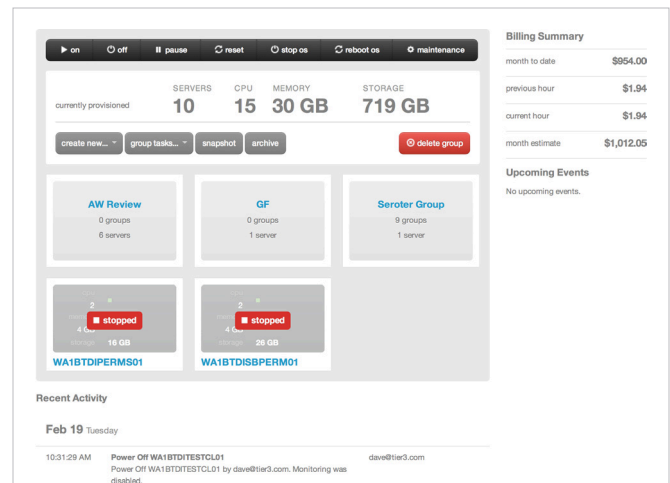 on off pause reset stop os reboot os maintenance
SERVERS CPU MEMORY STORAGE
currently provisioned 10 15 30 GB 719 GB
create new... group tasks... snapshot archive delete group
AW Review
0 groups
6 servers
GF
0 groups
1 server
Seroter Group
9 groups
1 server
2
stopped
4 GB
storage 16 GB
WA1BTDIPERMS01
2
stopped
4 GB
storage 26 GB
WA1BTDISBPERM01
Recent Activity
Feb 19 Tuesday
10:31:29 AM Power Off WA1BTDITESTCL01 dave@tier3.com
Power Off WA1BTDITESTCL01 by dave@tier3.com. Monitoring was
disabled.
Billing Summary
month to date $954.00
previous hour $1.94
current hour $1.94
month estimate $1,012.05
Upcoming Events
No upcoming events.